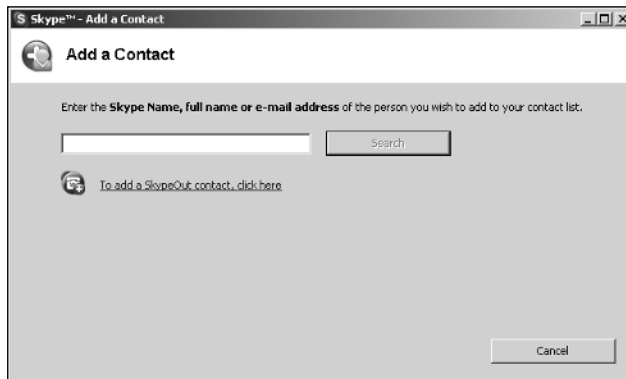 Skype™ - Add a Contact
Add a Contact
Enter the Skype Name, full name or e-mail address of the person you wish to add to your contact list.
Search
To add a SkypeOut contact, click here
Cancel